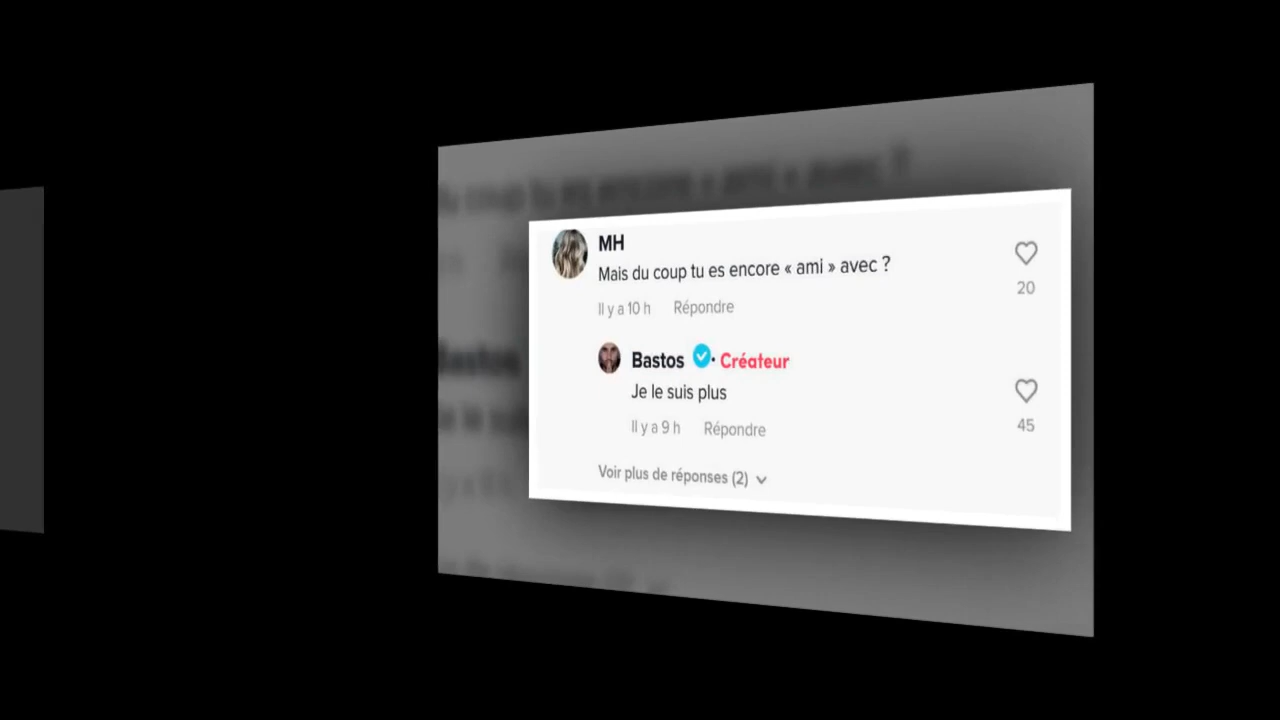 MH
Mais du coup tu es encore « ami » avec ?
Il y a 10 h Répondre
20
Bastos · Créateur
Je le suis plus
Il y a 9 h Répondre
45
Voir plus de réponses (2)